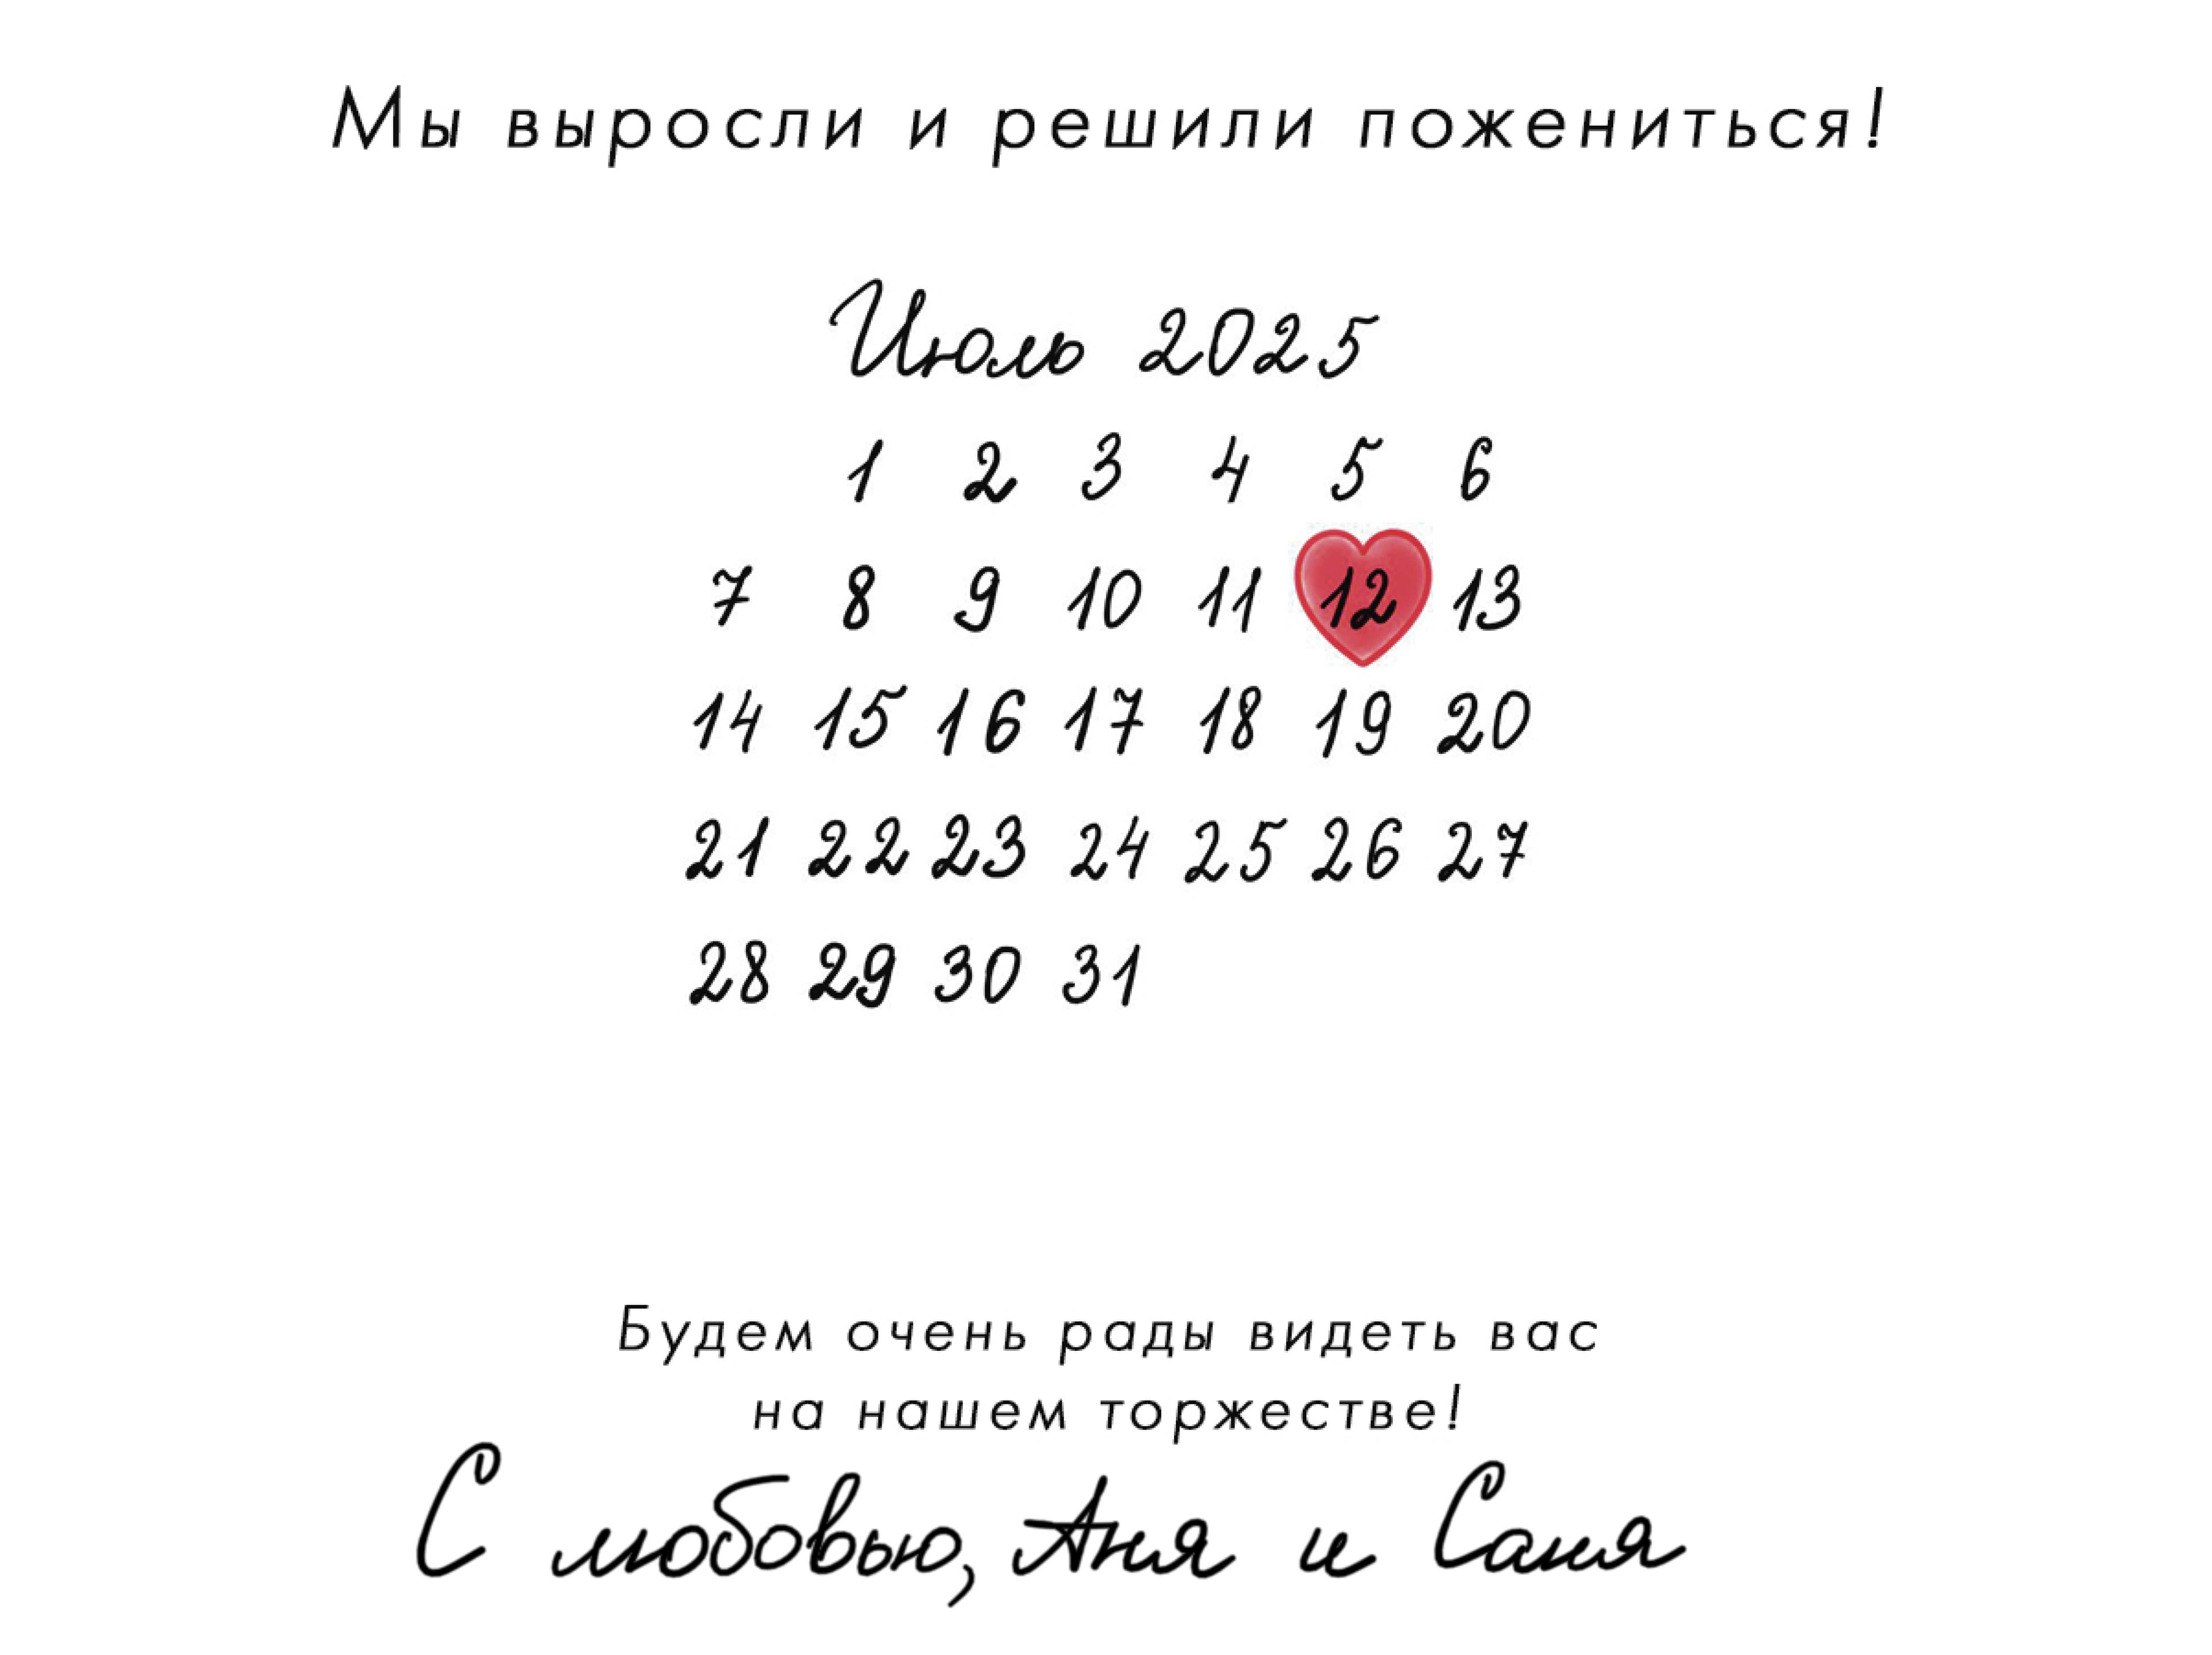 Мы выросли и решили пожениться!
Июль 2025
1 2 3 4 5 6
7 8 9 10 11 12 13
14 15 16 17 18 19 20
21 22 23 24 25 26 27
28 29 30 31
Будем очень рады видеть вас
на нашем торжестве!
С любовью, Аня и Саня